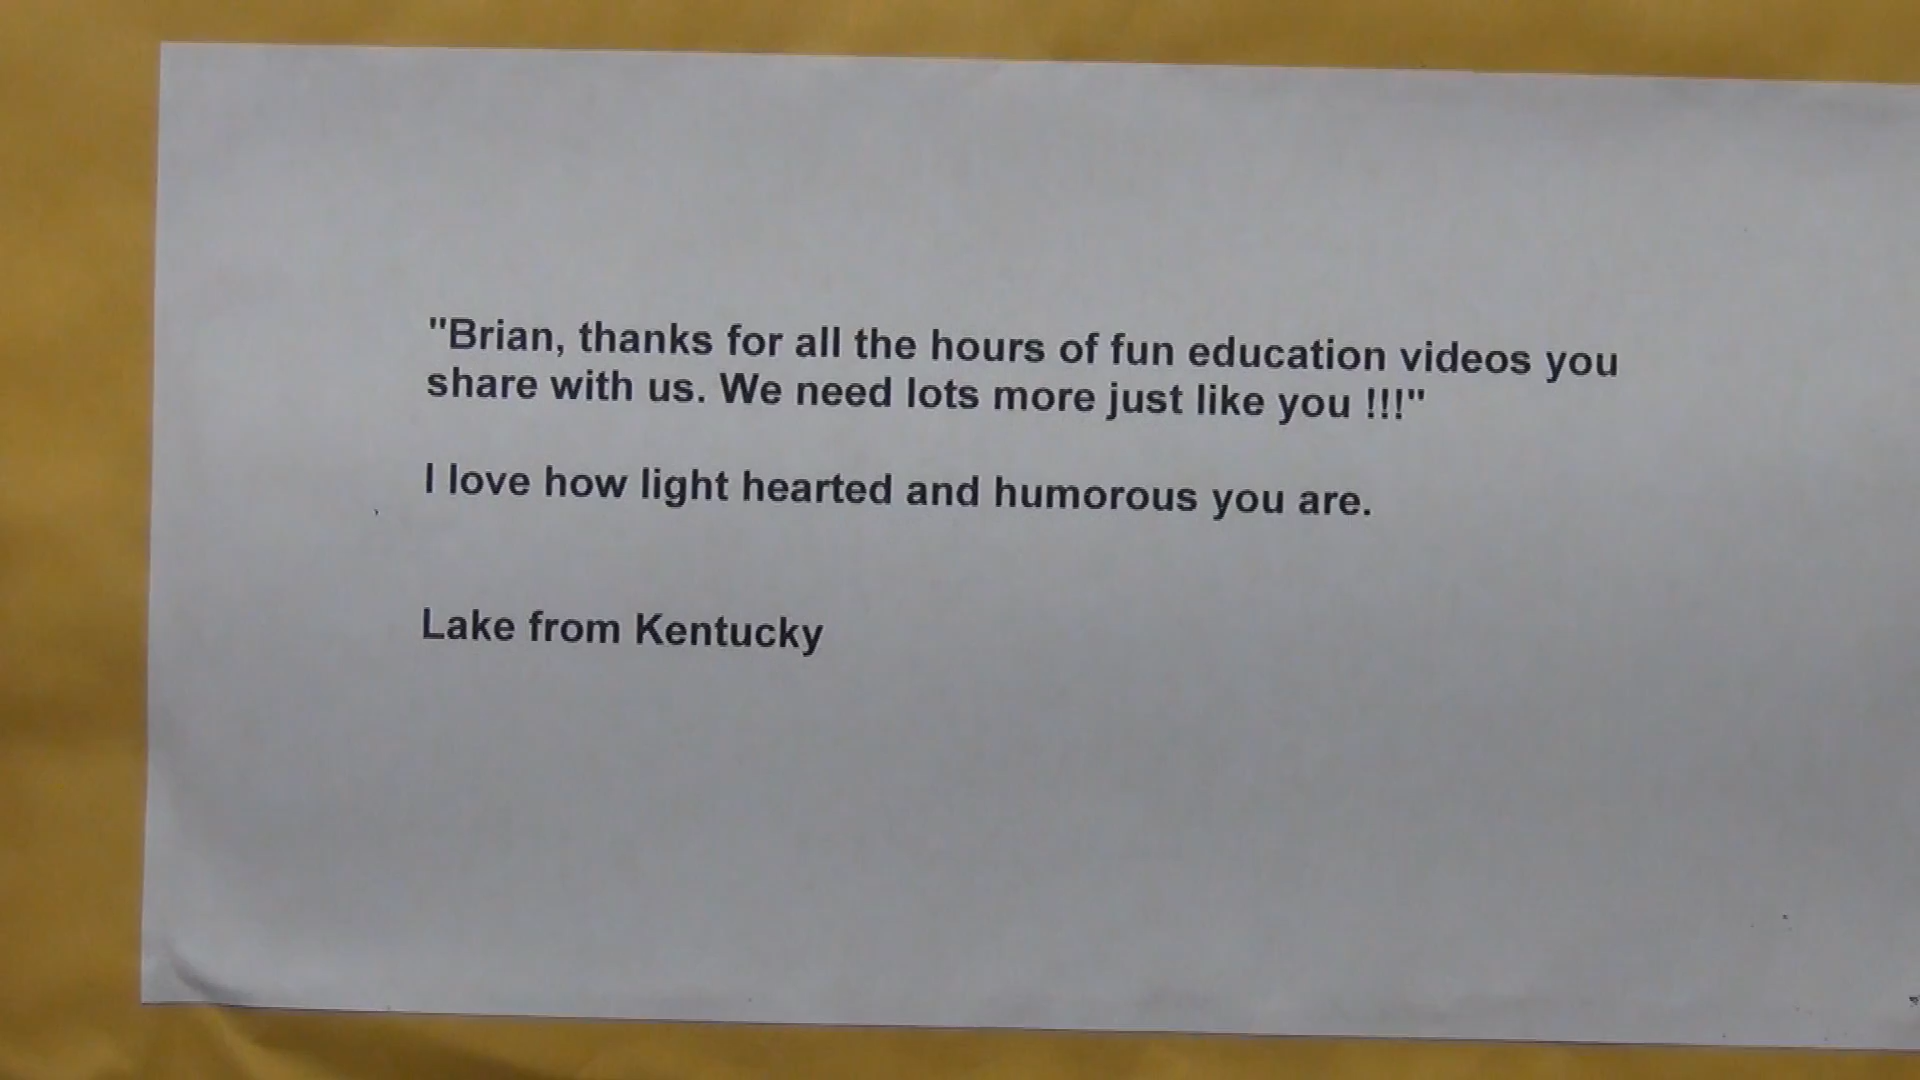 "Brian, thanks for all the hours of fun education videos you
share with us. We need lots more just like you !!!"
I love how light hearted and humorous you are.
Lake from Kentucky